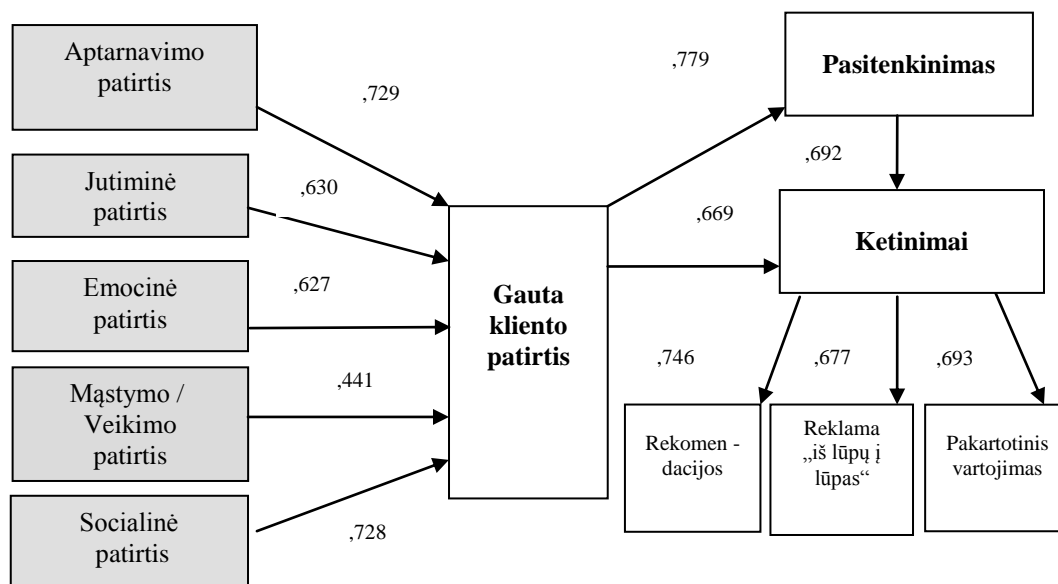 Aptarnavimo
patirtis
,729
Jutiminė
patirtis
,630
Emocinė
patirtis
,627
Mąstymo /
Veikimo
patirtis
,441
Socialinė
patirtis
,728
Gauta
kliento
patirtis
,779
Pasitenkinimas
,692
,669
Ketinimai
,746
,677
,693
Rekomen -
dacijos
Reklama
„iš lūpų į
lūpas“
Pakartotinis
vartojimas